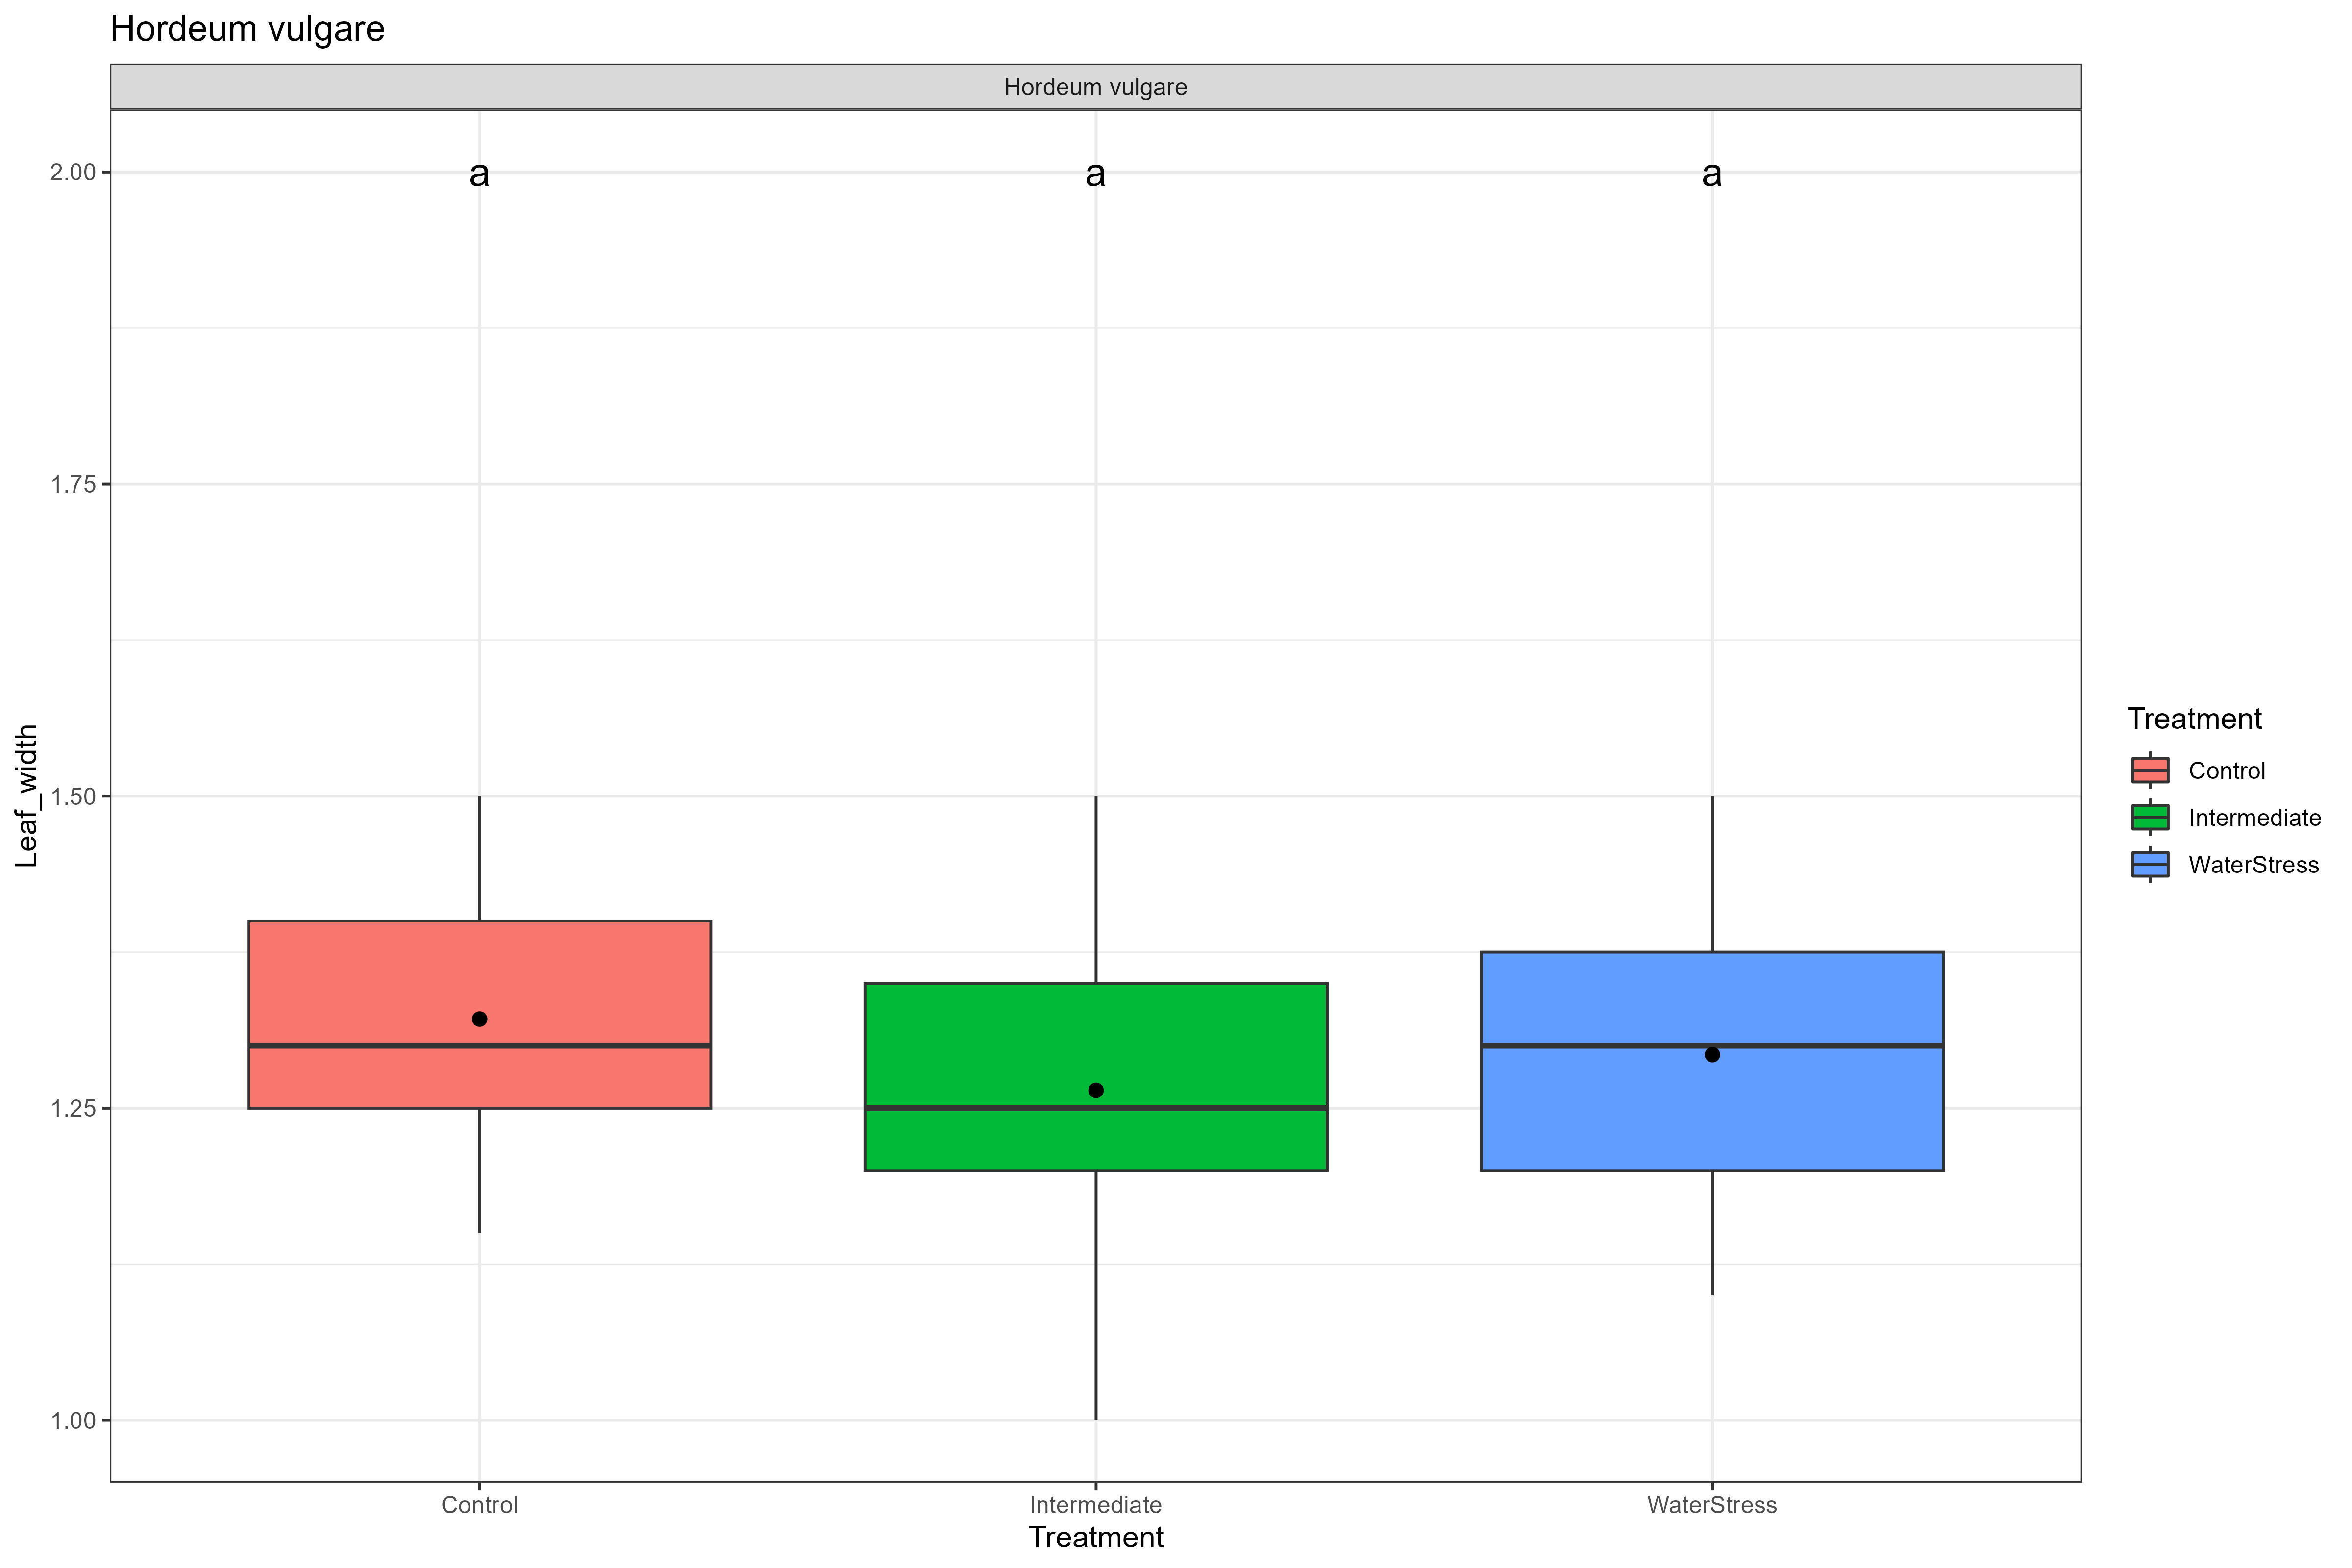 Hordeum vulgare
Hordeum vulgare
a a a
2.00
1.75
1.50
1.25
1.00
Leaf_width
Control Intermediate WaterStress
Treatment
Treatment
Control
Intermediate
WaterStress